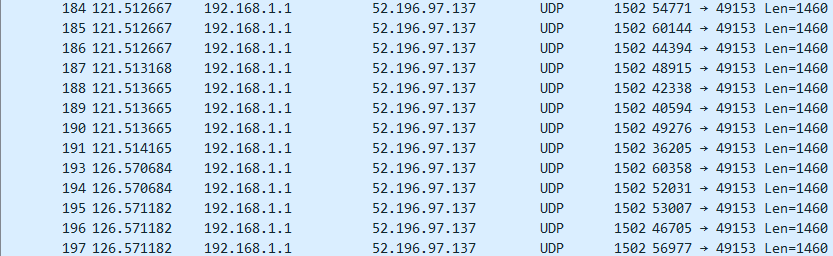 184 121.512667 192.168.1.1 52.196.97.137 UDP 1502 54771 → 49153 Len=1460
185 121.512667 192.168.1.1 52.196.97.137 UDP 1502 60144 → 49153 Len=1460
186 121.512667 192.168.1.1 52.196.97.137 UDP 1502 44394 → 49153 Len=1460
187 121.513168 192.168.1.1 52.196.97.137 UDP 1502 48915 → 49153 Len=1460
188 121.513665 192.168.1.1 52.196.97.137 UDP 1502 42338 → 49153 Len=1460
189 121.513665 192.168.1.1 52.196.97.137 UDP 1502 40594 → 49153 Len=1460
190 121.513665 192.168.1.1 52.196.97.137 UDP 1502 49276 → 49153 Len=1460
191 121.514165 192.168.1.1 52.196.97.137 UDP 1502 36205 → 49153 Len=1460
193 126.570684 192.168.1.1 52.196.97.137 UDP 1502 60358 → 49153 Len=1460
194 126.570684 192.168.1.1 52.196.97.137 UDP 1502 52031 → 49153 Len=1460
195 126.571182 192.168.1.1 52.196.97.137 UDP 1502 53007 → 49153 Len=1460
196 126.571182 192.168.1.1 52.196.97.137 UDP 1502 46705 → 49153 Len=1460
197 126.571182 192.168.1.1 52.196.97.137 UDP 1502 56977 → 49153 Len=1460